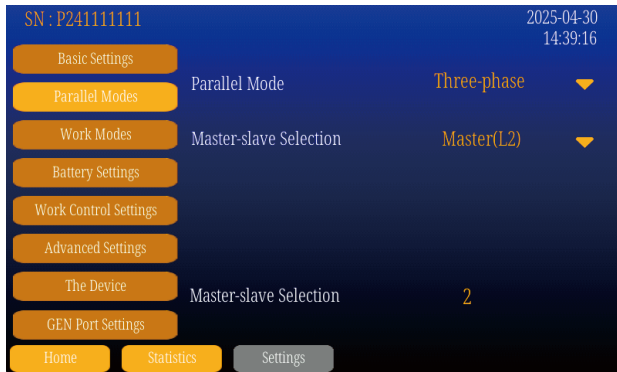 SN : P241111111
2025-04-30
14:39:16
Basic Settings
Parallel Modes
Work Modes
Battery Settings
Work Control Settings
Advanced Settings
The Device
GEN Port Settings
Parallel Mode Three-phase
Master-slave Selection Master(L2)
Master-slave Selection 2
Home Statistics Settings